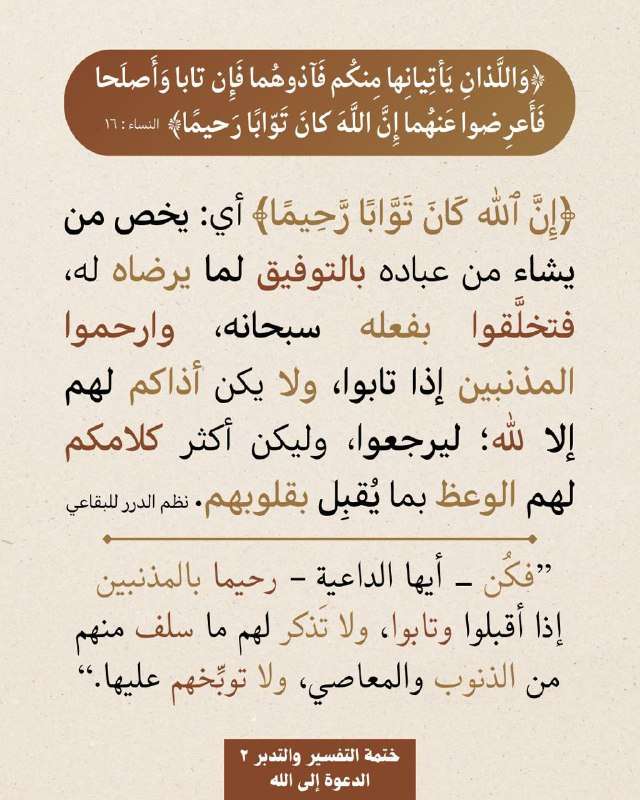 ﴿وَاللَّذانِ يَأتِيانِها مِنكُم فَآذوهُما فَإِن تابا وَأَصلَحا
فَأَعرِضوا عَنهُما إِنَّ اللَّهَ كانَ تَوّابًا رَحيمًا﴾ النساء : ١٦
﴿إِنَّ ٱللَّه كَانَ تَوَّابًا رَّحِيمًا﴾ أي: يخص من
يشاء من عباده بالتوفيق لما يرضاه له،
فتخلَّقوا بفعله سبحانه، وارحموا
المذنبين إذا تابوا، ولا يكن أذاكم لهم
إلا لله؛ ليرجعوا، وليكن أكثر كلامكم
لهم الوعظ بما يُقبِل بقلوبهم. نظم الدرر للبقاعي
”فكُن – أيها الداعية – رحيما بالمذنبين
إذا أقبلوا وتابوا، ولا تَذكر لهم ما سلف منهم
من الذنوب والمعاصي، ولا توبِّخهم عليها.“
ختمة التفسير والتدبر ٢
الدعوة إلى الله